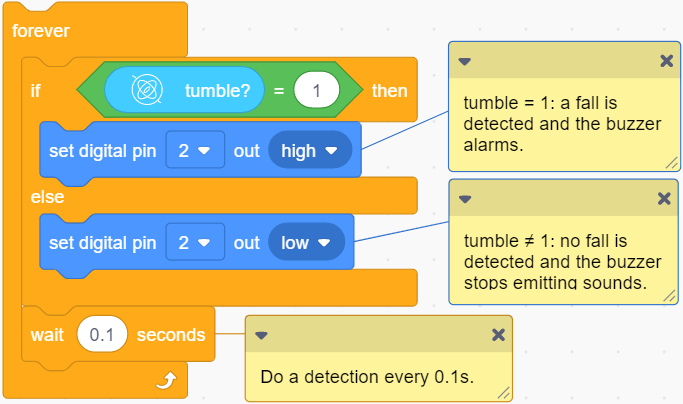 forever
if tumble? = 1 then
set digital pin 2 out high
else
set digital pin 2 out low
wait 0.1 seconds
tumble = 1: a fall is
detected and the buzzer
alarms.
tumble ≠ 1: no fall is
detected and the buzzer
stops emitting sounds.
Do a detection every 0.1s.